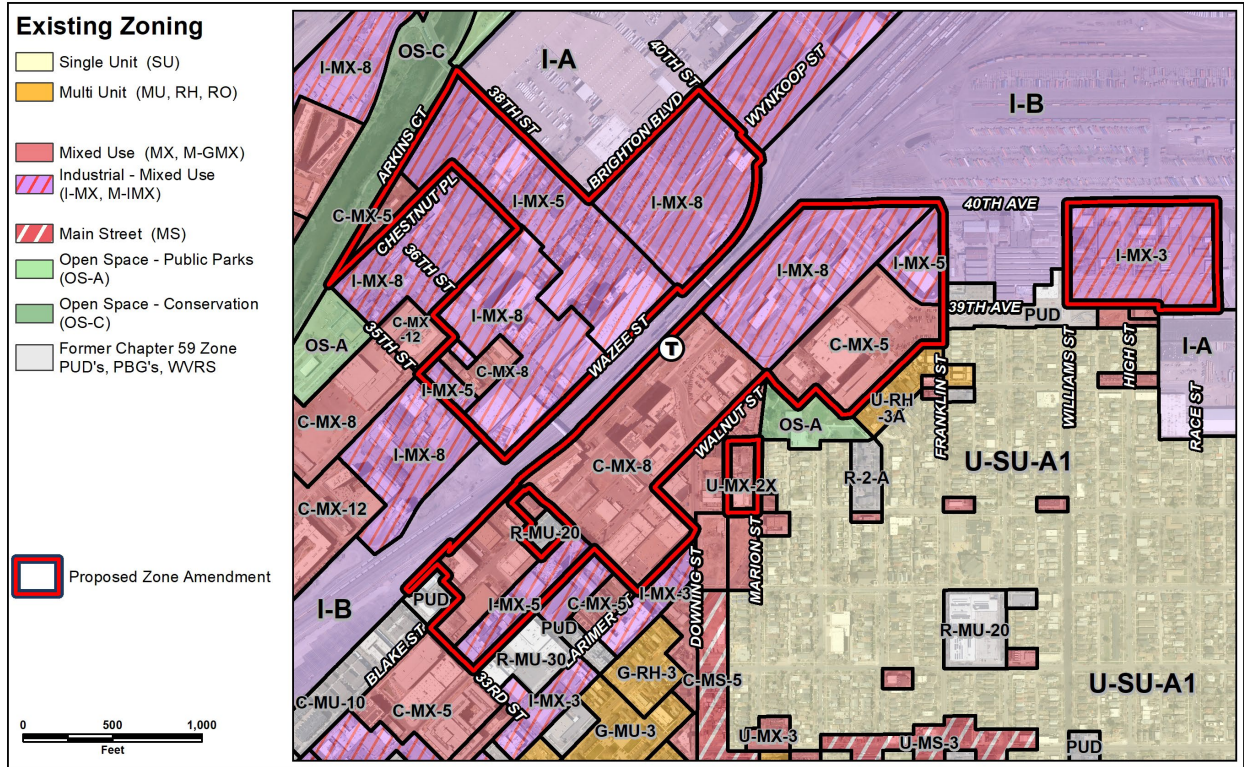 Existing Zoning
Single Unit (SU)
Multi Unit (MU, RH, RO)
Mixed Use (MX, M-GMX)
Industrial - Mixed Use
(I-MX, M-IMX)
Main Street (MS)
Open Space - Public Parks
(OS-A)
Open Space - Conservation
(OS-C)
Former Chapter 59 Zone
PUD's, PBG's, WVRS
Proposed Zone Amendment
0 500 1,000
Feet
OS-C
I-MX-8
I-A
40TH ST
WYNKOOP ST
38TH ST
BRIGHTON BLVD
I-B
ARKINS CT
CHESTNUT PL
C-MX-5
I-MX-5
I-MX-8
40TH AVE
I-MX-3
36TH ST
I-MX-8
I-MX-8
I-MX-5
39TH AVE
PUD
I-MX-8
C-MX
-12
35TH ST
OS-A
WAZEE ST
T
C-MX-5
I-A
C-MX-8
I-MX-5
HIGH ST
WILLIAMS ST
RACE ST
FRANKLIN ST
U-RH
-3A
WALNUT ST
OS-A
C-MX-8
I-MX-8
C-MX-8
U-MX-2X
R-2-A
U-SU-A1
C-MX-12
R-MU-20
MARION ST
DOWNING ST
I-B
PUD
I-MX-5
C-MX-5
I-MX-3
LARIMER ST
PUD
R-MU-20
BLAKE ST
R-MU-30
G-RH-3
C-MS-5
U-SU-A1
33RD ST
C-MU-10
C-MX-5
I-MX-3
G-MU-3
U-MX-3
U-MS-3
PUD